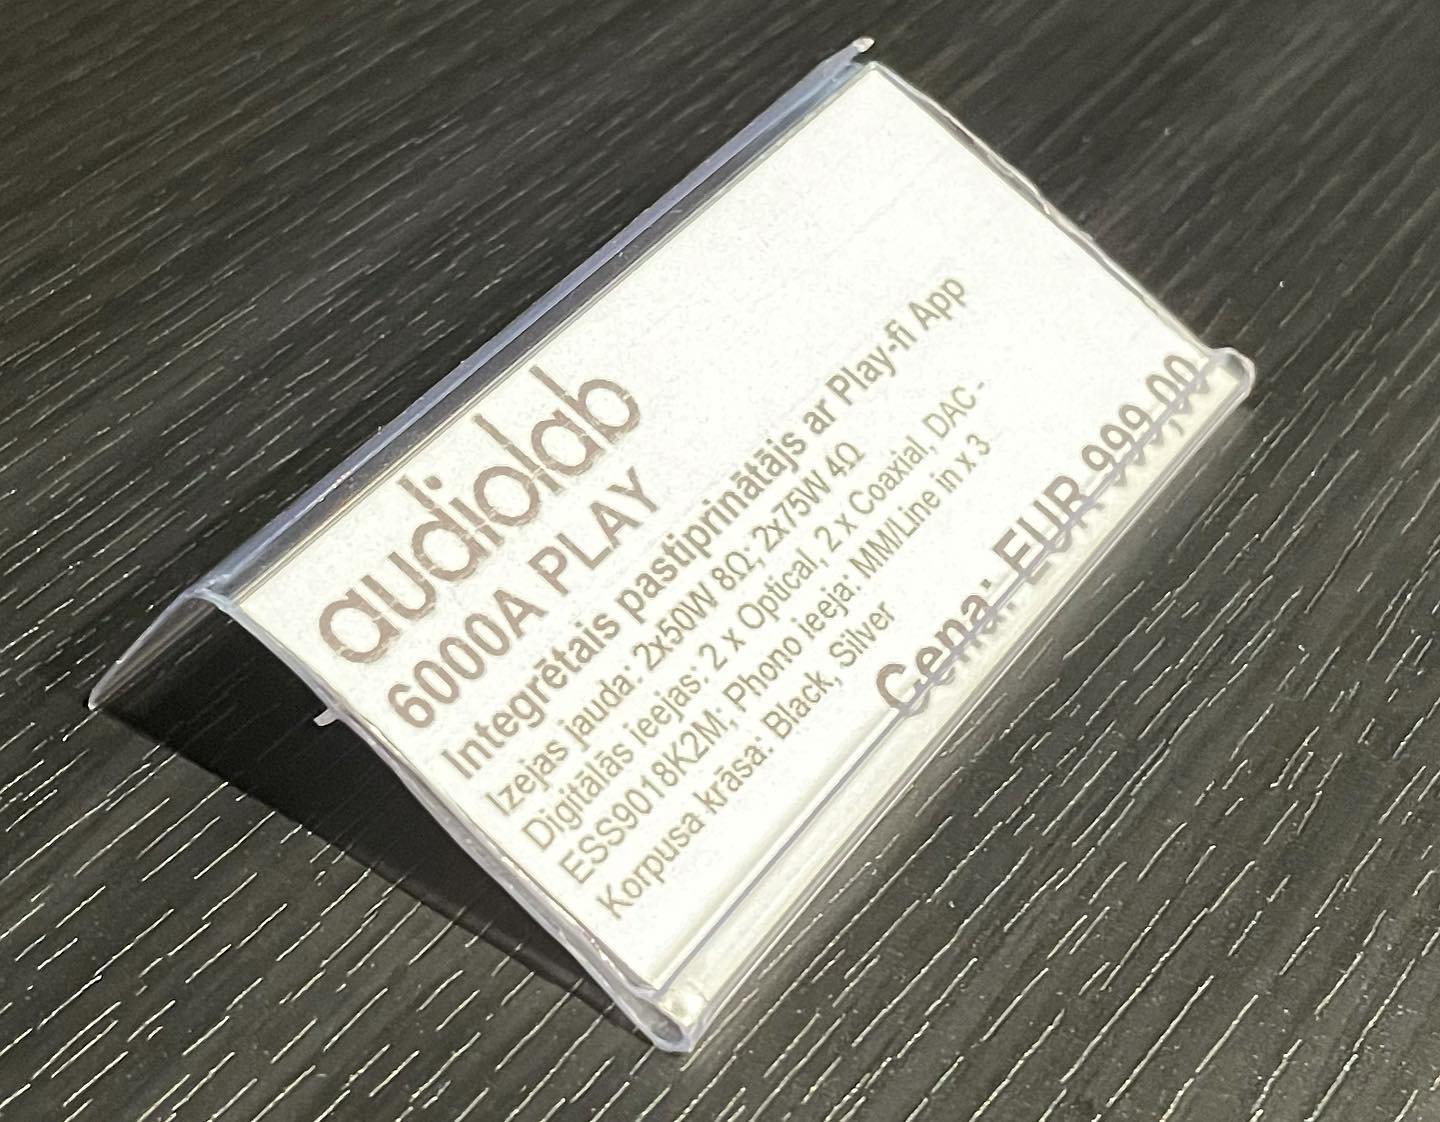 audiolab
6000A PLAY
Integrētais pastiprinātājs ar Play-fi App
Izejas jauda: 2x50W 8Ω; 2x75W 4Ω
Digitālās ieejas: 2 x Optical, 2 x Coaxial, DAC -
ESS9018K2M; Phono ieeja: MM/Line in x 3
Korpusa krāsa: Black, Silver
Cena: EUR 999,00